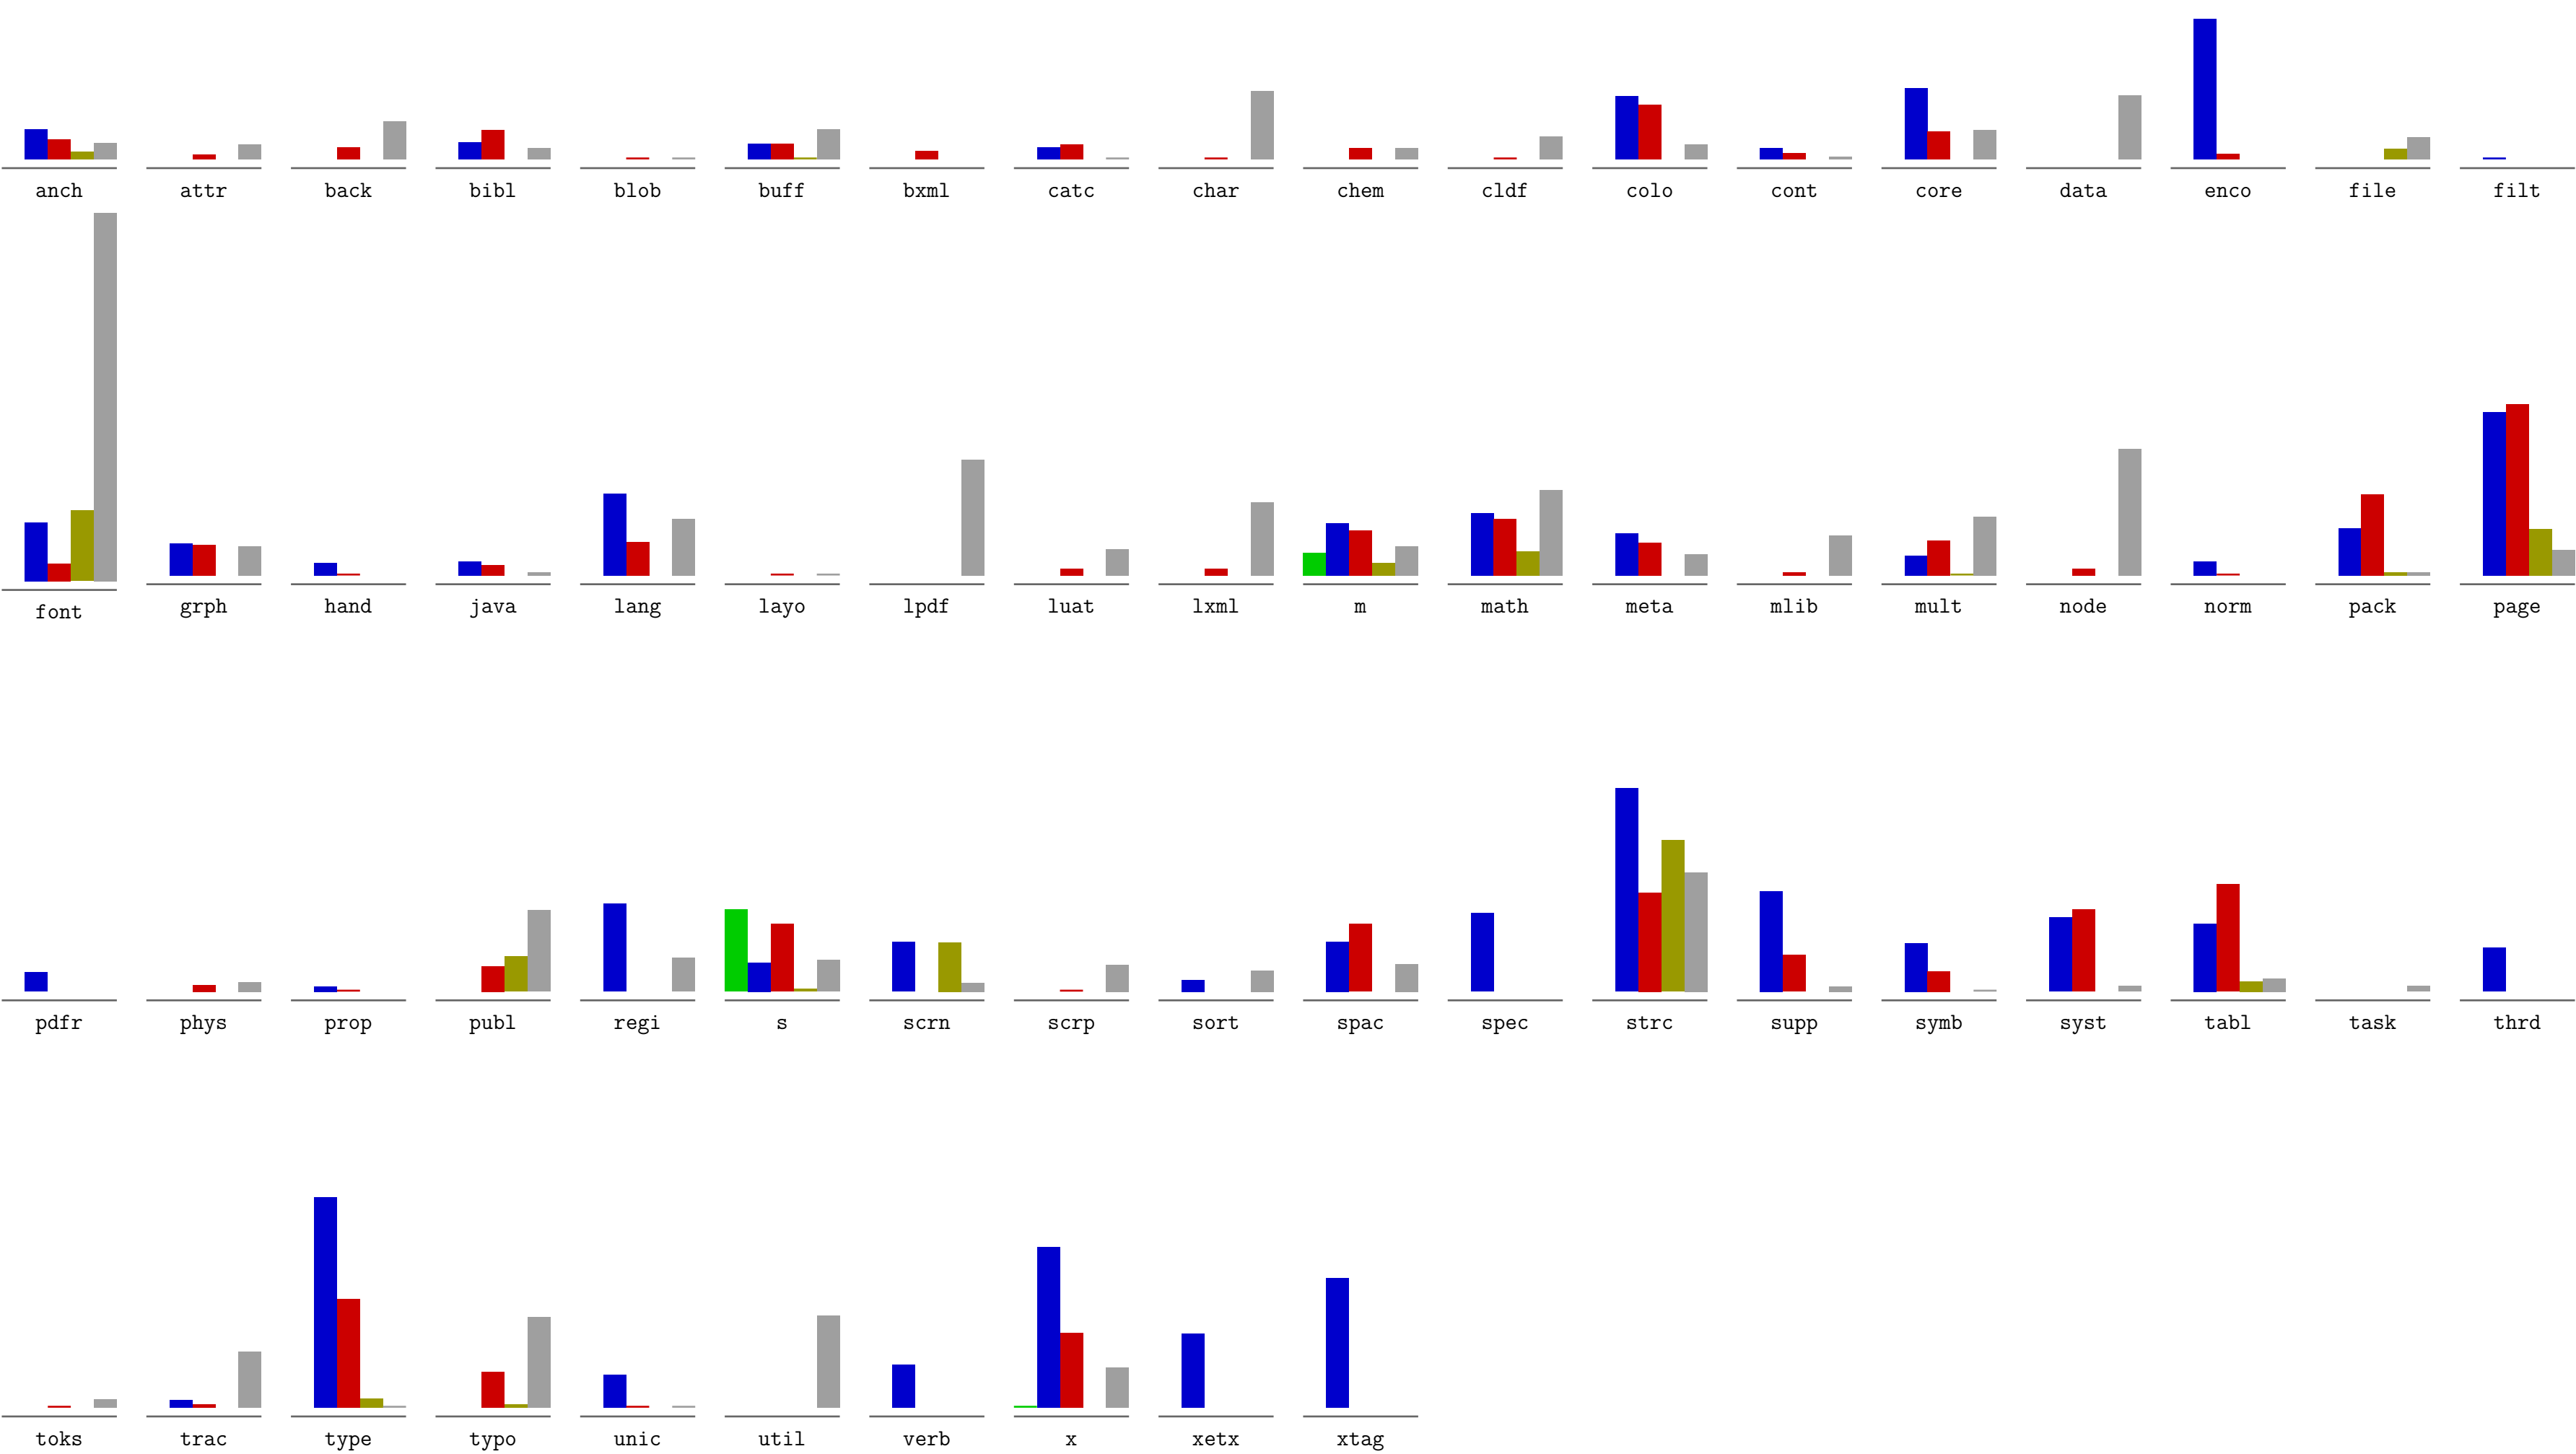 anch attr back bibl blob buff bxml catc char chem cldf colo cont core data enco file filt
font grph hand java lang layo lpdf luat lxml m math meta mlib mult node norm pack page
pdfr phys prop publ regi s scrn scrp sort spac spec strc supp symb syst tabl task thrd
toks trac type typo unic util verb x xetx xtag